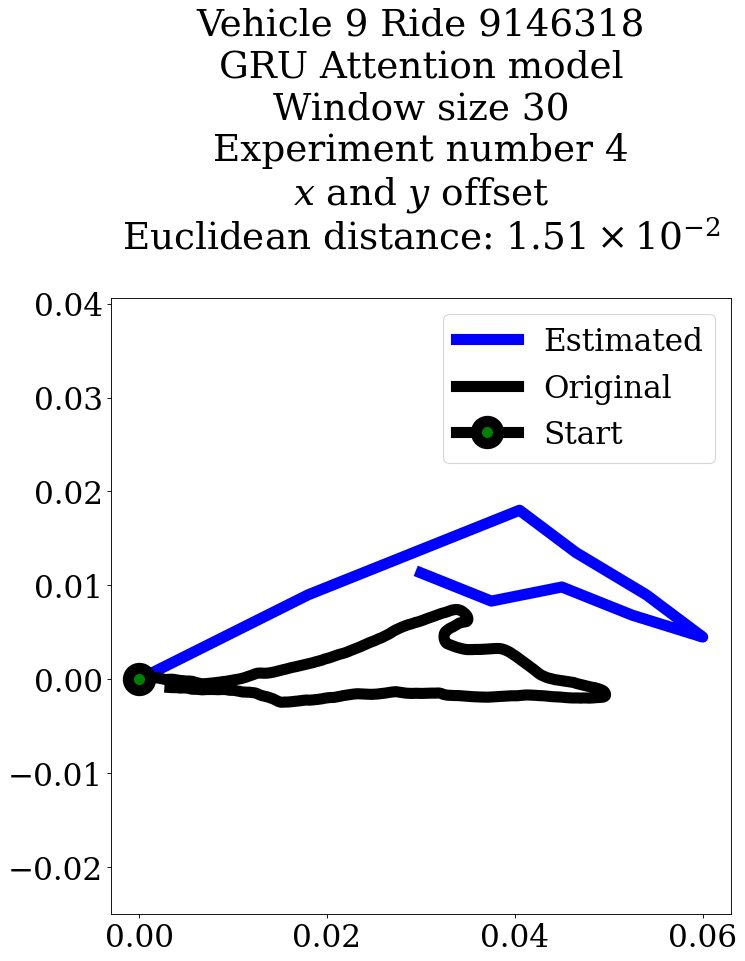 Vehicle 9 Ride 9146318
GRU Attention model
Window size 30
Experiment number 4
x and y offset
Euclidean distance: 1.51 × 10⁻²
0.04
0.03
0.02
0.01
0.00
−0.01
−0.02
Estimated
Original
Start
0.00 0.02 0.04 0.06